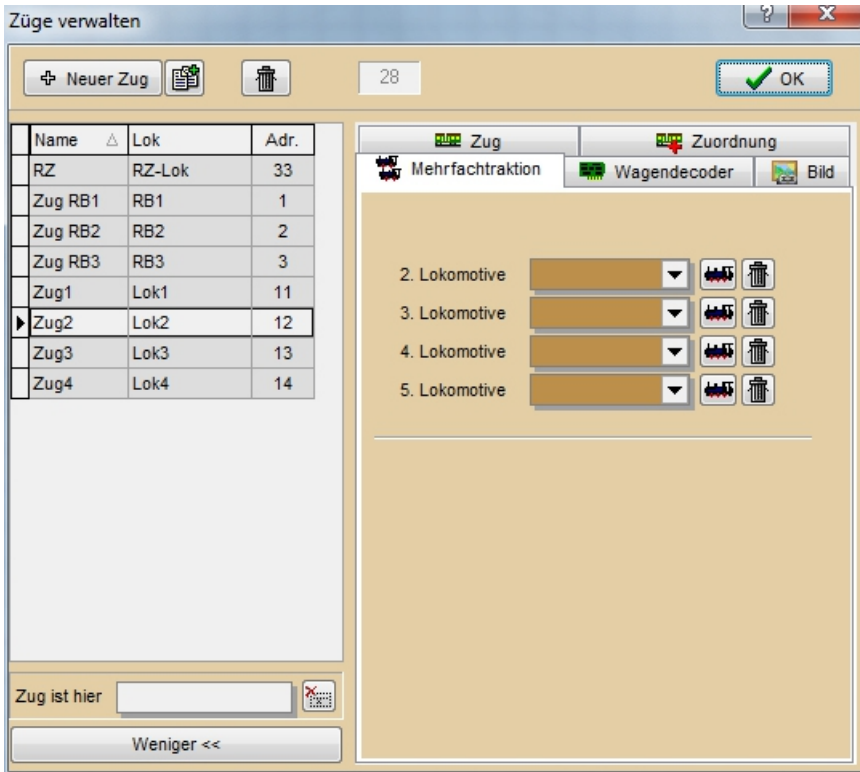 Züge verwalten
?
X
Neuer Zug
28
OK
Name Lok Adr.
RZ RZ-Lok 33
Zug RB1 RB1 1
Zug RB2 RB2 2
Zug RB3 RB3 3
Zug1 Lok1 11
Zug2 Lok2 12
Zug3 Lok3 13
Zug4 Lok4 14
Zug Zuordnung
Mehrfachtraktion Wagendecoder Bild
2. Lokomotive
3. Lokomotive
4. Lokomotive
5. Lokomotive
Zug ist hier
Weniger <<